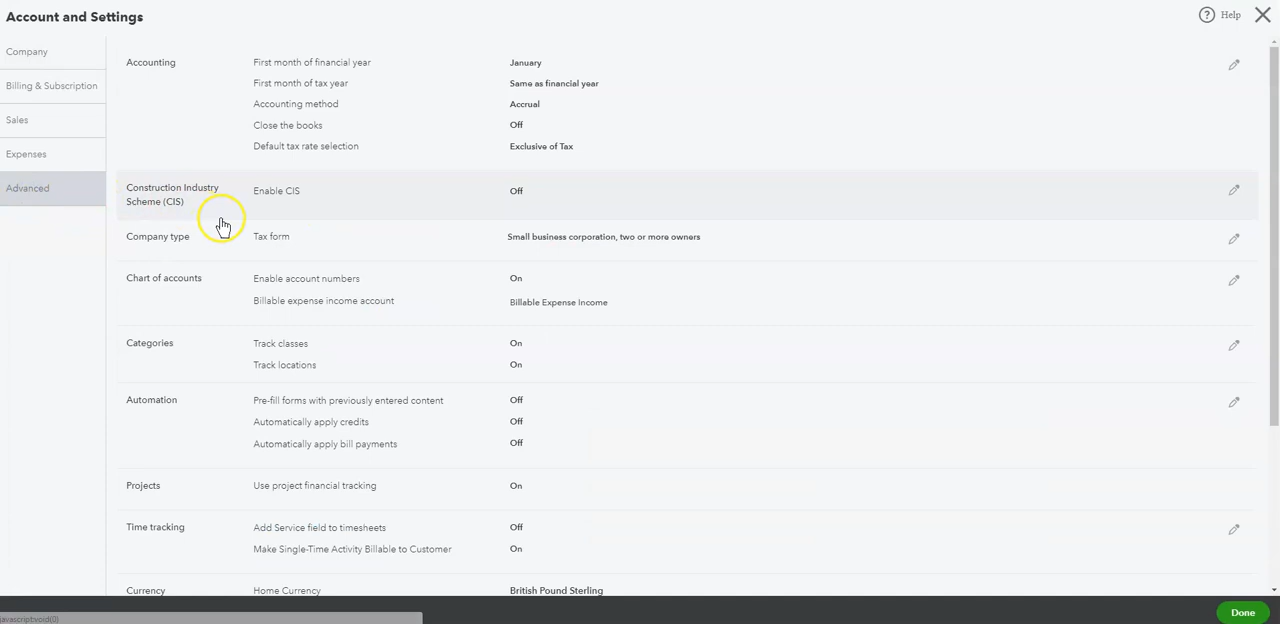 Account and Settings
Help
Company
Billing & Subscription
Sales
Expenses
Advanced
Accounting
First month of financial year January
First month of tax year Same as financial year
Accounting method Accrual
Close the books Off
Default tax rate selection Exclusive of Tax
Construction Industry
Scheme (CIS)
Enable CIS Off
Company type Tax form Small business corporation, two or more owners
Chart of accounts Enable account numbers On
Billable expense income account Billable Expense Income
Categories Track classes On
Track locations On
Automation Pre-fill forms with previously entered content Off
Automatically apply credits Off
Automatically apply bill payments Off
Projects Use project financial tracking On
Time tracking Add Service field to timesheets Off
Make Single-Time Activity Billable to Customer On
Currency Home Currency British Pound Sterling
Done
javascript:void(0)